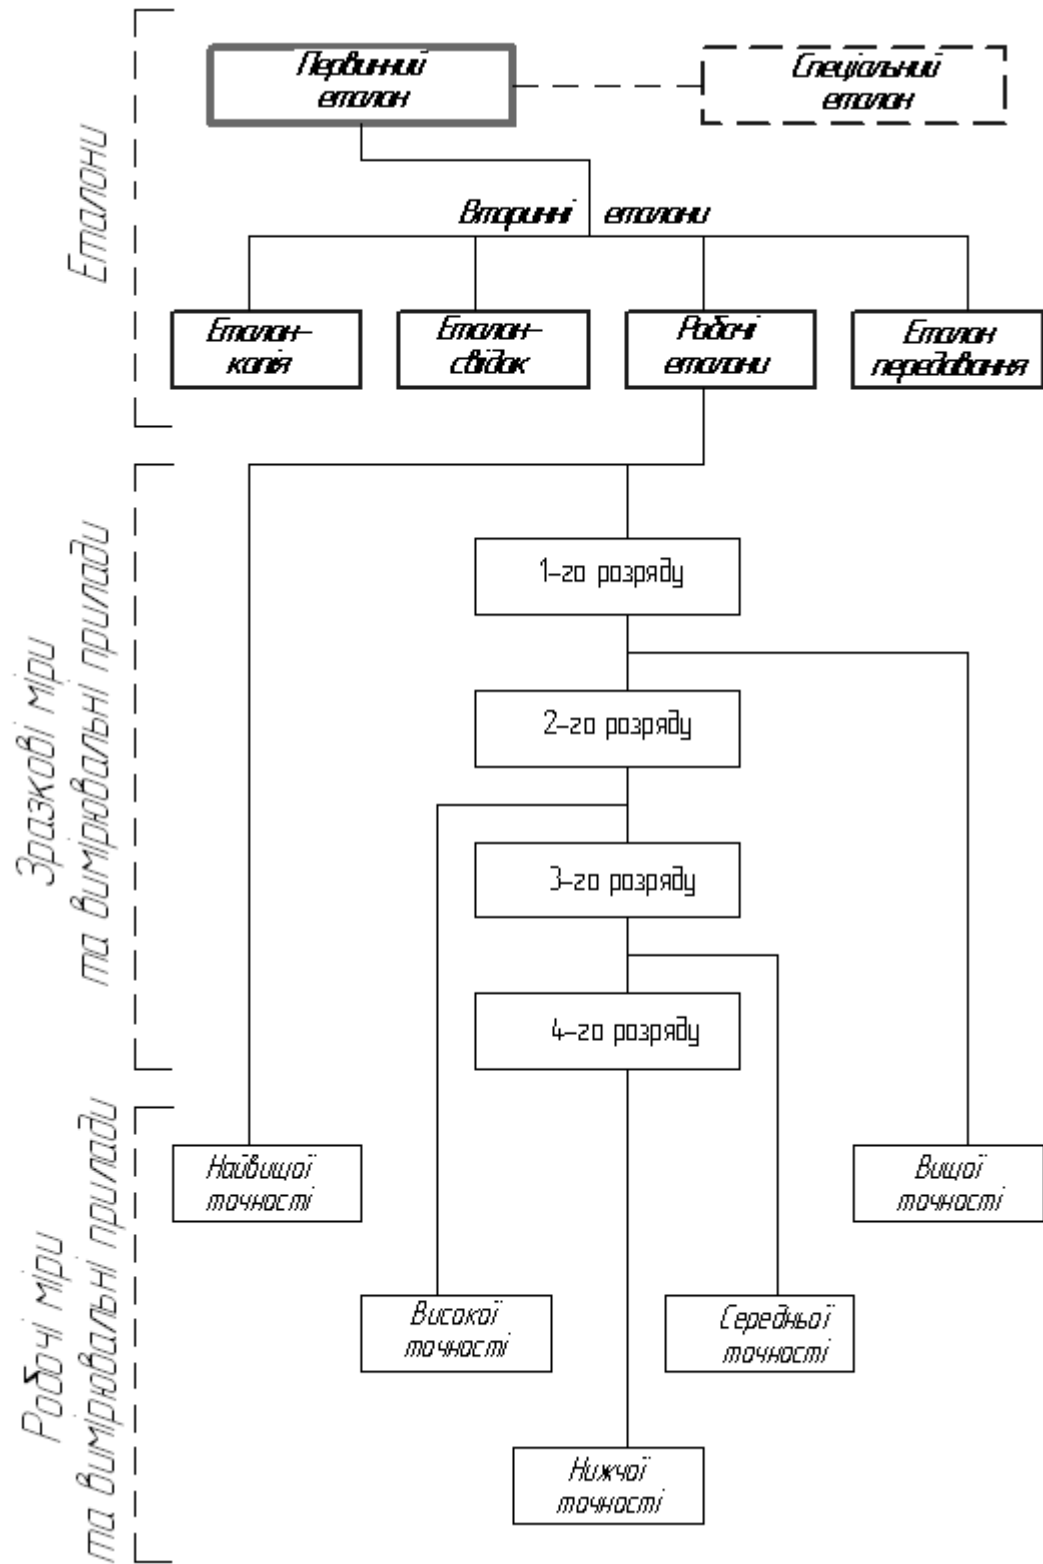 Первинний
еталон
Спеціальний
еталон
Еталони
Вторинні еталони
Еталон-
копія
Еталон-
свідок
Робочі
еталони
Еталон
передавання
Зразкові міри
та вимірювальні прилади
1-го розряду
2-го розряду
3-го розряду
4-го розряду
Робочі міри
та вимірювальні прилади
Найвищої
точності
Вищої
точності
Високої
точності
Середньої
точності
Нижчої
точності